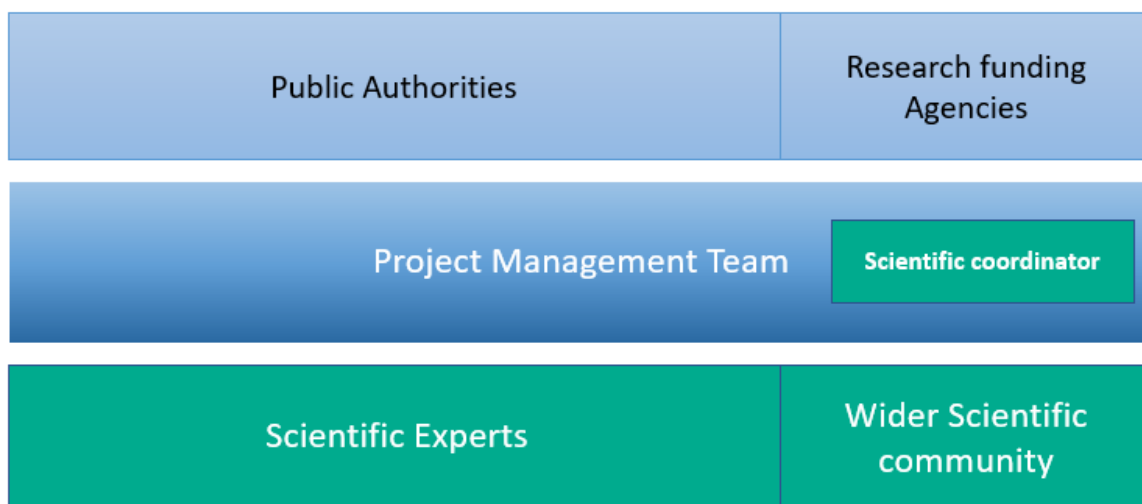 Public Authorities
Research funding
Agencies
Project Management Team
Scientific coordinator
Scientific Experts
Wider Scientific
community